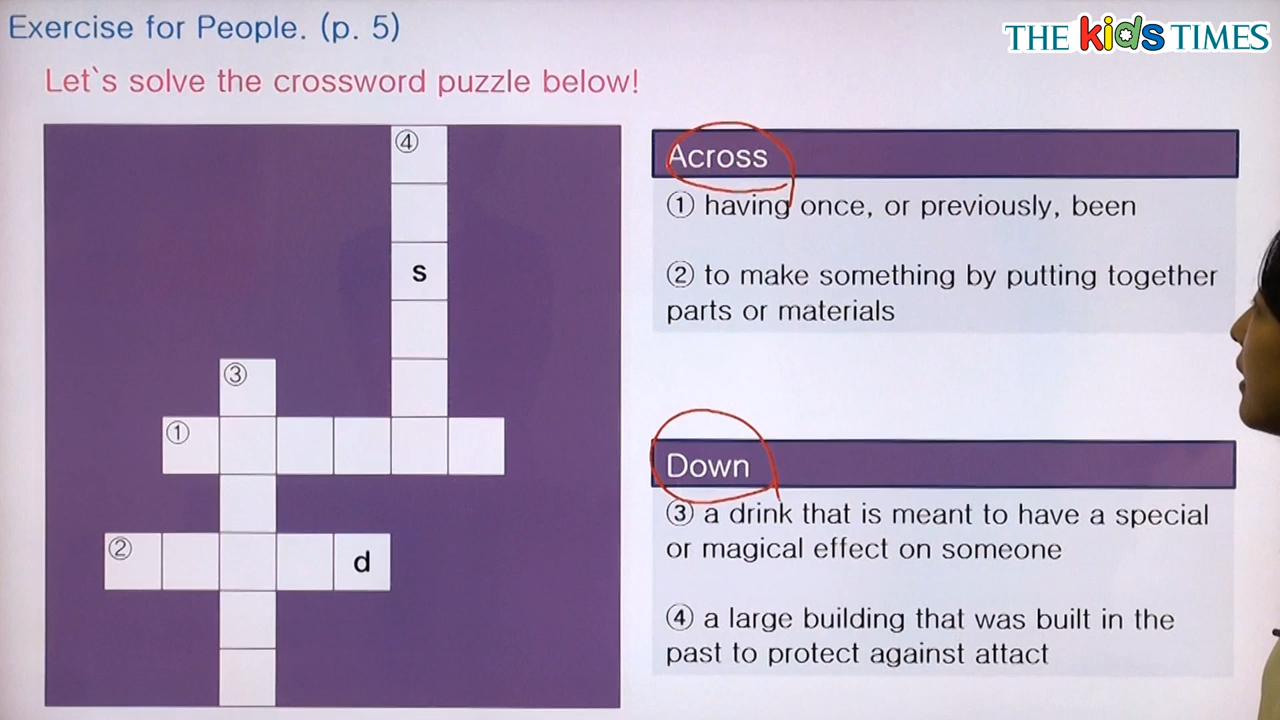 Exercise for People. (p. 5)
THE kids TIMES
Let`s solve the crossword puzzle below!
④
s
③
①
②
d
Across
① having once, or previously, been
② to make something by putting together
parts or materials
Down
③ a drink that is meant to have a special
or magical effect on someone
④ a large building that was built in the
past to protect against attact